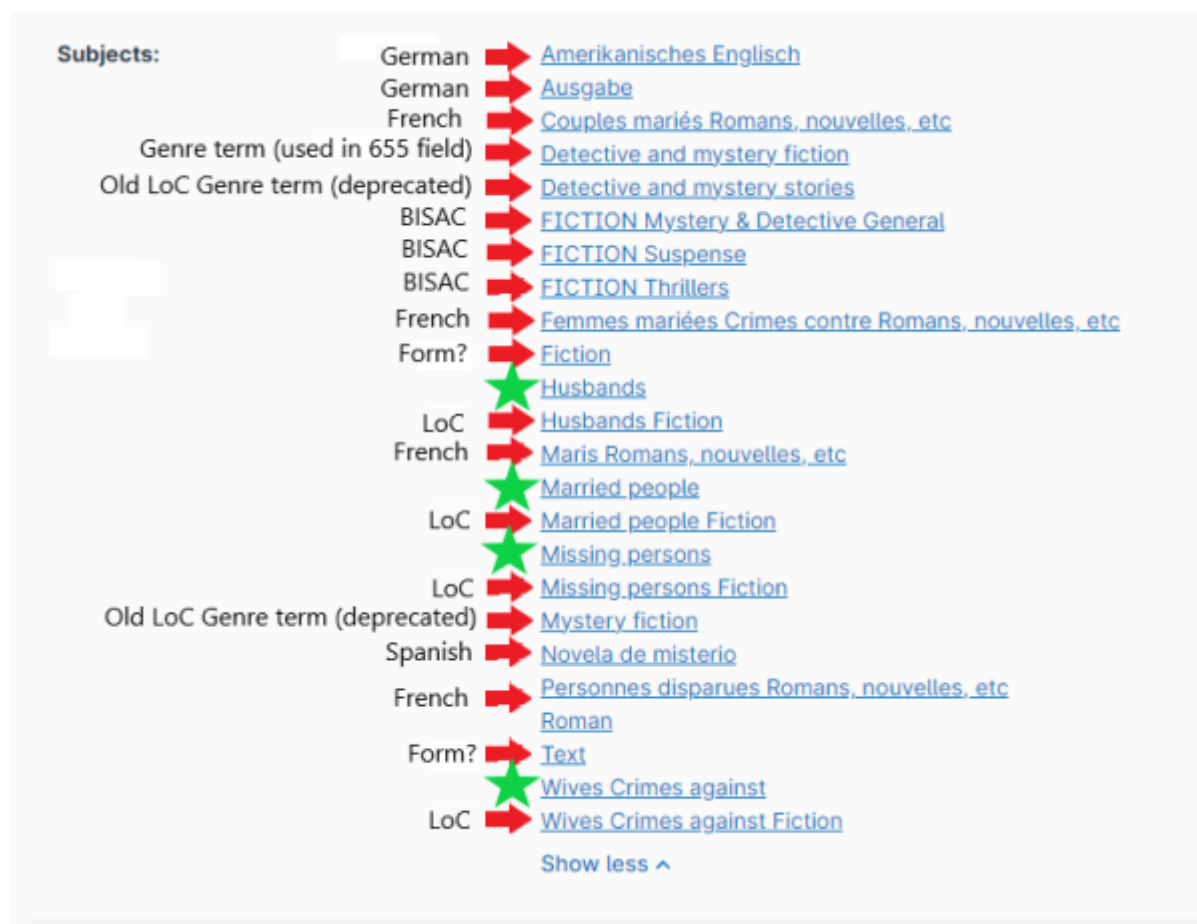 Subjects: German Amerikanisches Englisch
German Ausgabe
French Couples mariés Romans, nouvelles, etc
Genre term (used in 655 field) Detective and mystery fiction
Old LoC Genre term (deprecated) Detective and mystery stories
BISAC FICTION Mystery & Detective General
BISAC FICTION Suspense
BISAC FICTION Thrillers
French Femmes mariées Crimes contre Romans, nouvelles, etc
Form? Fiction
Husbands
LoC Husbands Fiction
French Maris Romans, nouvelles, etc
Married people
LoC Married people Fiction
Missing persons
LoC Missing persons Fiction
Old LoC Genre term (deprecated) Mystery fiction
Spanish Novela de misterio
French Personnes disparues Romans, nouvelles, etc
Roman
Form? Text
Wives Crimes against
LoC Wives Crimes against Fiction
Show less